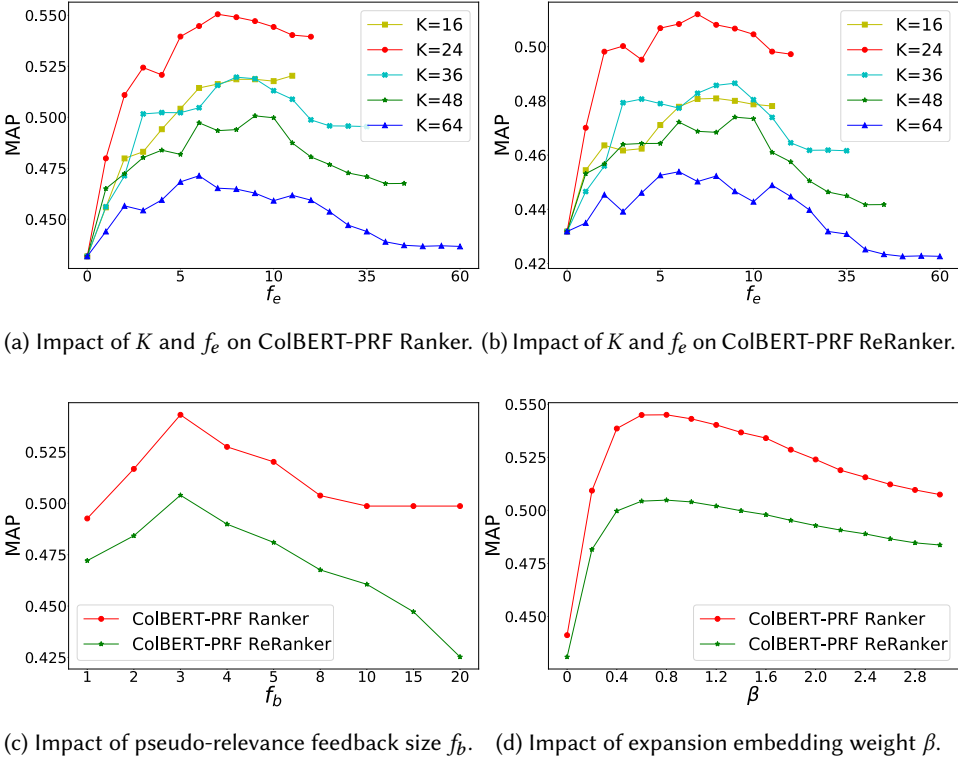 0.550
0.525
0.500
0.475
0.450
MAP
0 5 10 35 60
f_e
K=16
K=24
K=36
K=48
K=64
0.50
0.48
0.46
0.44
0.42
MAP
0 5 10 35 60
f_e
K=16
K=24
K=36
K=48
K=64
(a) Impact of K and f_e on ColBERT-PRF Ranker.
(b) Impact of K and f_e on ColBERT-PRF ReRanker.
0.525
0.500
0.475
0.450
0.425
MAP
ColBERT-PRF Ranker
ColBERT-PRF ReRanker
1 2 3 4 5 8 10 15 20
f_b
0.550
0.525
0.500
0.475
0.450
MAP
ColBERT-PRF Ranker
ColBERT-PRF ReRanker
0 0.4 0.8 1.2 1.6 2.0 2.4 2.8
β
(c) Impact of pseudo-relevance feedback size f_b.
(d) Impact of expansion embedding weight β.